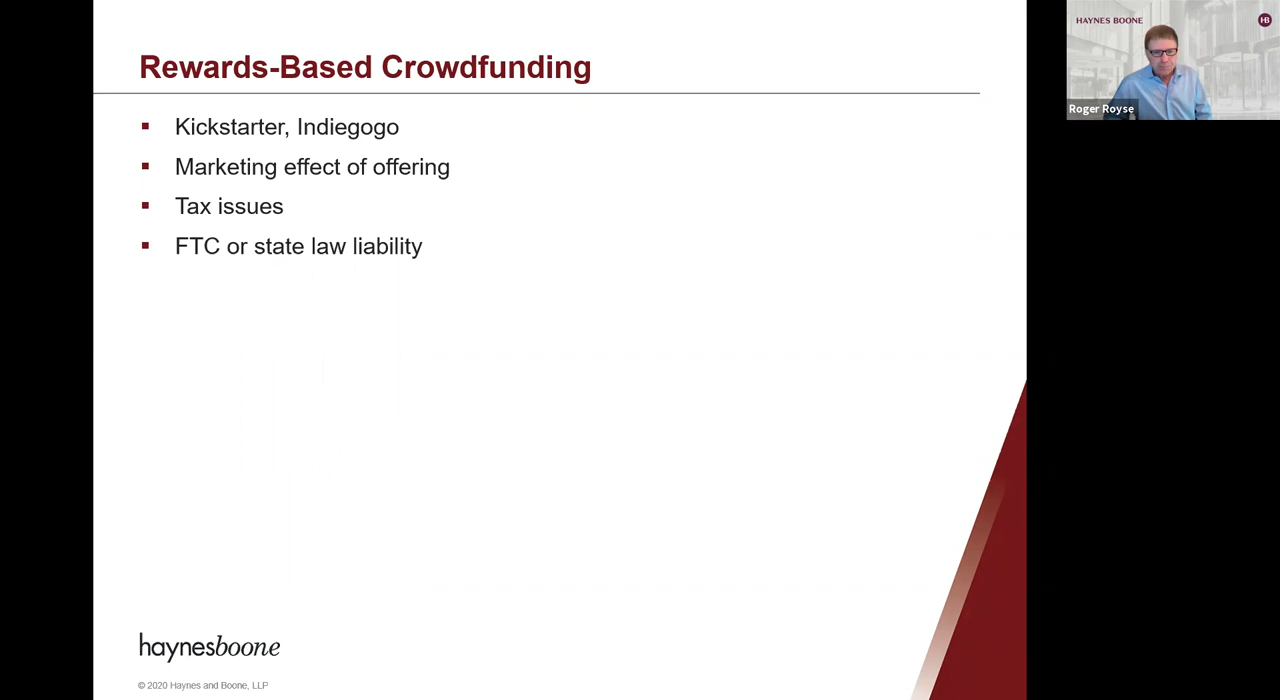 Rewards-Based Crowdfunding
▪ Kickstarter, Indiegogo
▪ Marketing effect of offering
▪ Tax issues
▪ FTC or state law liability
haynesboone
© 2020 Haynes and Boone, LLP
HAYNES BOONE
HB
Roger Royse